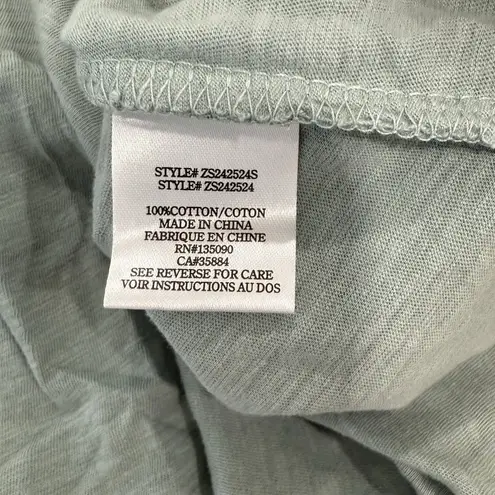 STYLE# ZS242524S
STYLE# ZS242524
100%COTTON/COTON
MADE IN CHINA
FABRIQUE EN CHINE
RN#135090
CA#35884
SEE REVERSE FOR CARE
VOIR INSTRUCTIONS AU DOS